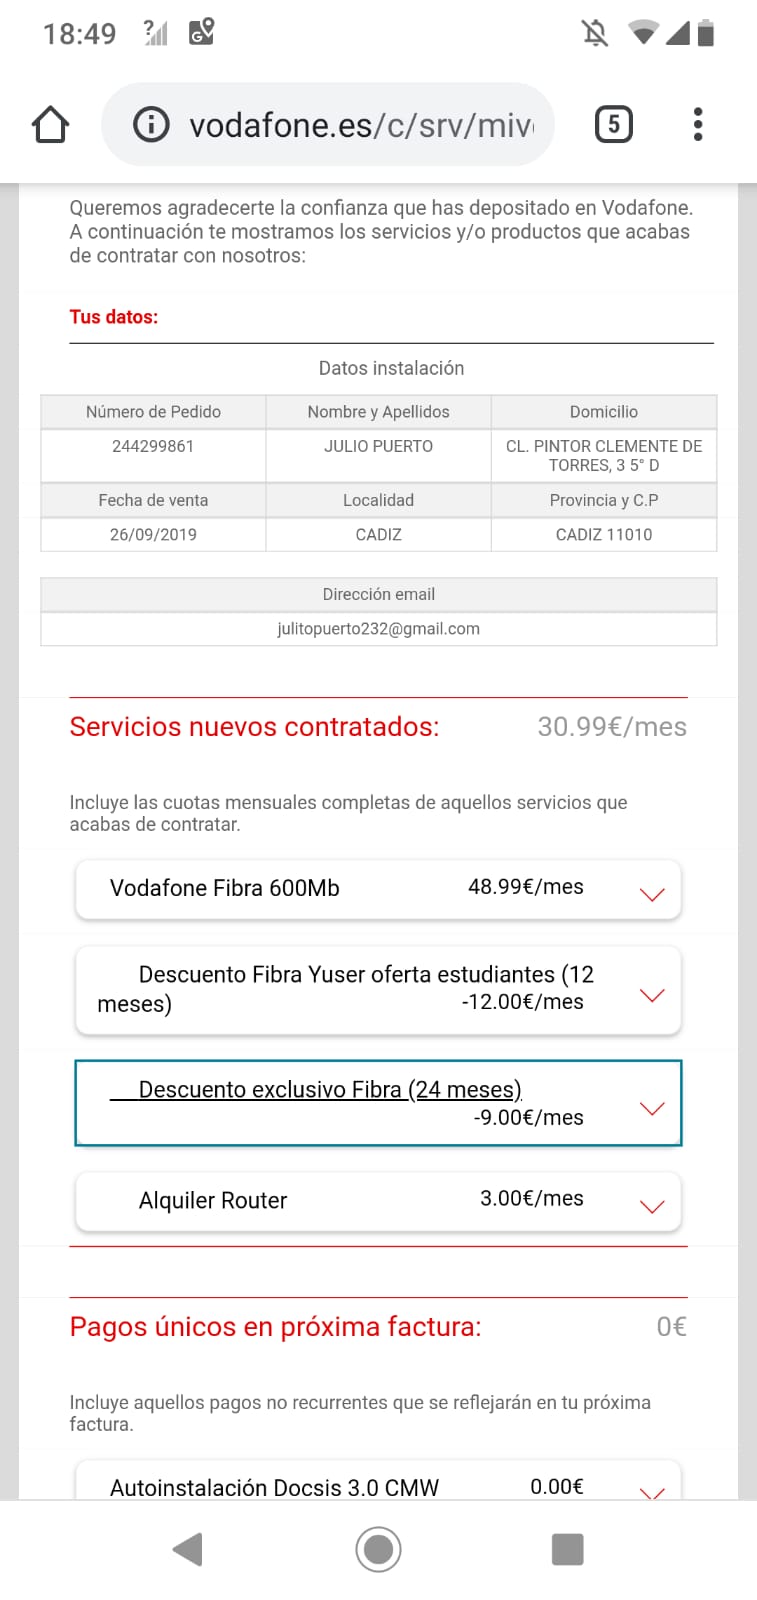 18:49
vodafone.es/c/srv/miv
5
Queremos agradecerte la confianza que has depositado en Vodafone.
A continuación te mostramos los servicios y/o productos que acabas
de contratar con nosotros:
Tus datos:
Datos instalación
Número de Pedido Nombre y Apellidos Domicilio
244299861 JULIO PUERTO CL. PINTOR CLEMENTE DE
TORRES, 3 5° D
Fecha de venta Localidad Provincia y C.P
26/09/2019 CADIZ CADIZ 11010
Dirección email
julitopuerto232@gmail.com
Servicios nuevos contratados: 30.99€/mes
Incluye las cuotas mensuales completas de aquellos servicios que
acabas de contratar.
Vodafone Fibra 600Mb 48.99€/mes
Descuento Fibra Yuser oferta estudiantes (12
meses) -12.00€/mes
Descuento exclusivo Fibra (24 meses)
-9.00€/mes
Alquiler Router 3.00€/mes
Pagos únicos en próxima factura: 0€
Incluye aquellos pagos no recurrentes que se reflejarán en tu próxima
factura.
Autoinstalación Docsis 3.0 CMW 0.00€